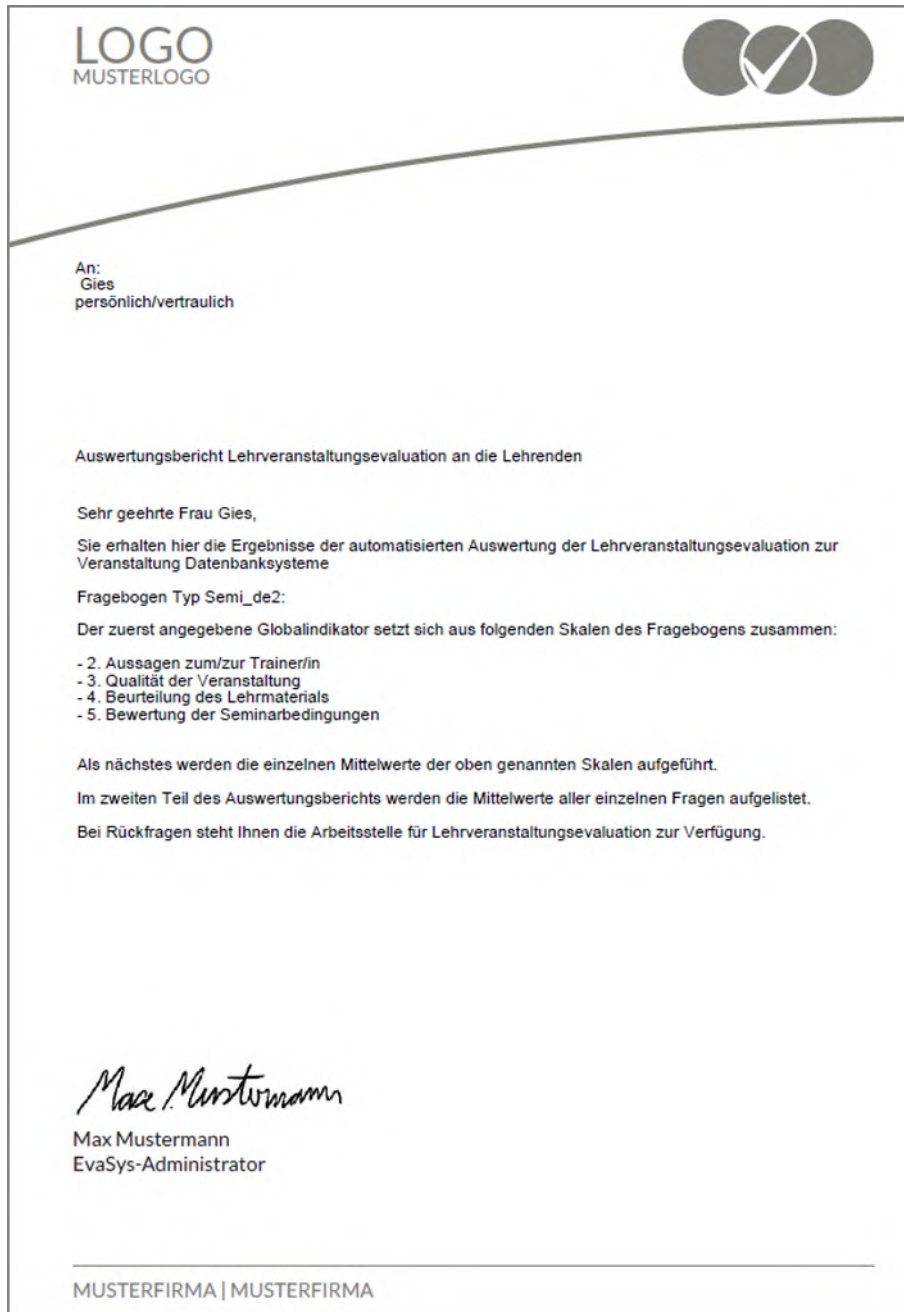 LOGO
MUSTERLOGO
An:
Gies
persönlich/vertraulich
Auswertungsbericht Lehrveranstaltungsevaluation an die Lehrenden
Sehr geehrte Frau Gies,
Sie erhalten hier die Ergebnisse der automatisierten Auswertung der Lehrveranstaltungsevaluation zur
Veranstaltung Datenbanksysteme
Fragebogen Typ Semi_de2:
Der zuerst angegebene Globalindikator setzt sich aus folgenden Skalen des Fragebogens zusammen:
- 2. Aussagen zum/zur Trainer/in
- 3. Qualität der Veranstaltung
- 4. Beurteilung des Lehrmaterials
- 5. Bewertung der Seminarbedingungen
Als nächstes werden die einzelnen Mittelwerte der oben genannten Skalen aufgeführt.
Im zweiten Teil des Auswertungsberichts werden die Mittelwerte aller einzelnen Fragen aufgelistet.
Bei Rückfragen steht Ihnen die Arbeitsstelle für Lehrveranstaltungsevaluation zur Verfügung.
Max Mustermann
Max Mustermann
EvaSys-Administrator
MUSTERFIRMA | MUSTERFIRMA